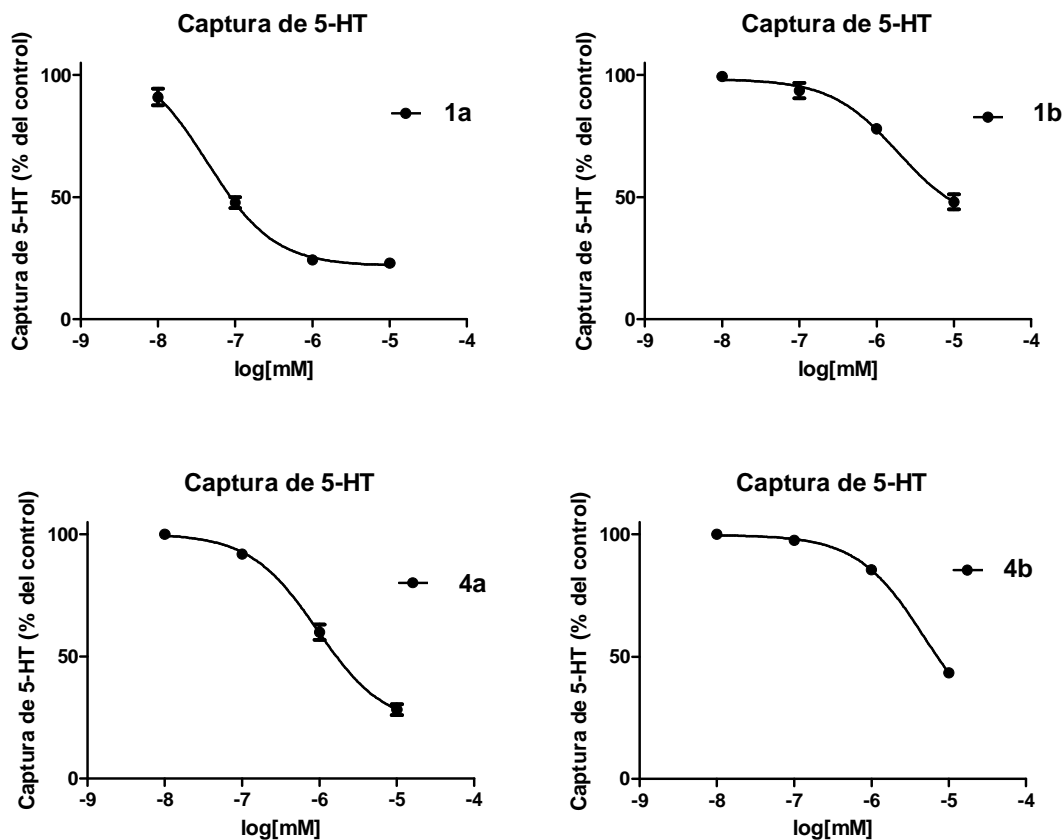 Captura de 5-HT
Captura de 5-HT (% del control)
100
50
0
-9 -8 -7 -6 -5 -4
log[mM]
1a
Captura de 5-HT
Captura de 5-HT (% del control)
100
50
0
-9 -8 -7 -6 -5 -4
log[mM]
1b
Captura de 5-HT
Captura de 5-HT (% del control)
100
50
0
-9 -8 -7 -6 -5 -4
log[mM]
4a
Captura de 5-HT
Captura de 5-HT (% del control)
100
50
0
-9 -8 -7 -6 -5 -4
log[mM]
4b